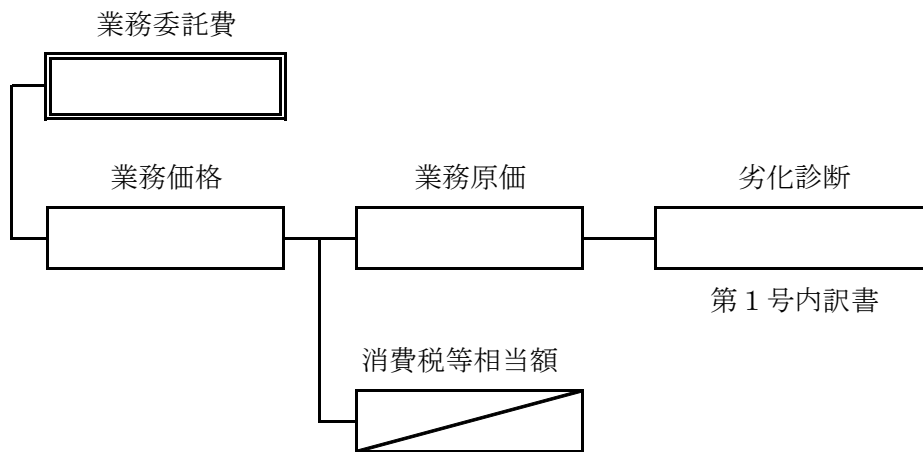 業務委託費
業務価格
業務原価
劣化診断
第1号内訳書
消費税等相当額